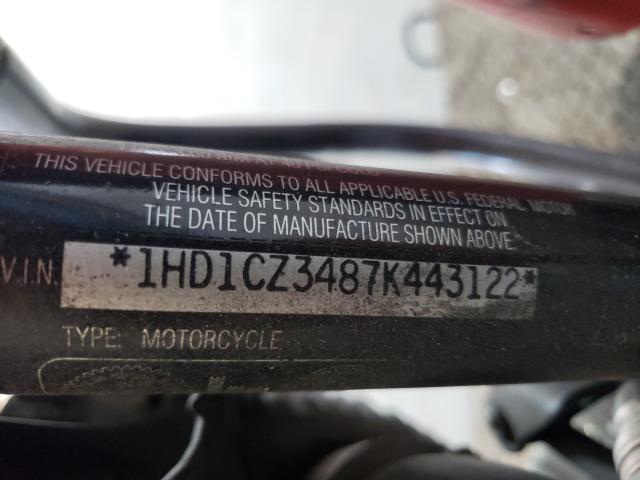 THIS VEHICLE CONFORMS TO ALL APPLICABLE U.S. FEDERAL MOTOR
VEHICLE SAFETY STANDARDS IN EFFECT ON
THE DATE OF MANUFACTURE SHOWN ABOVE
V.I.N. *1HD1CZ3487K443122*
TYPE: MOTORCYCLE